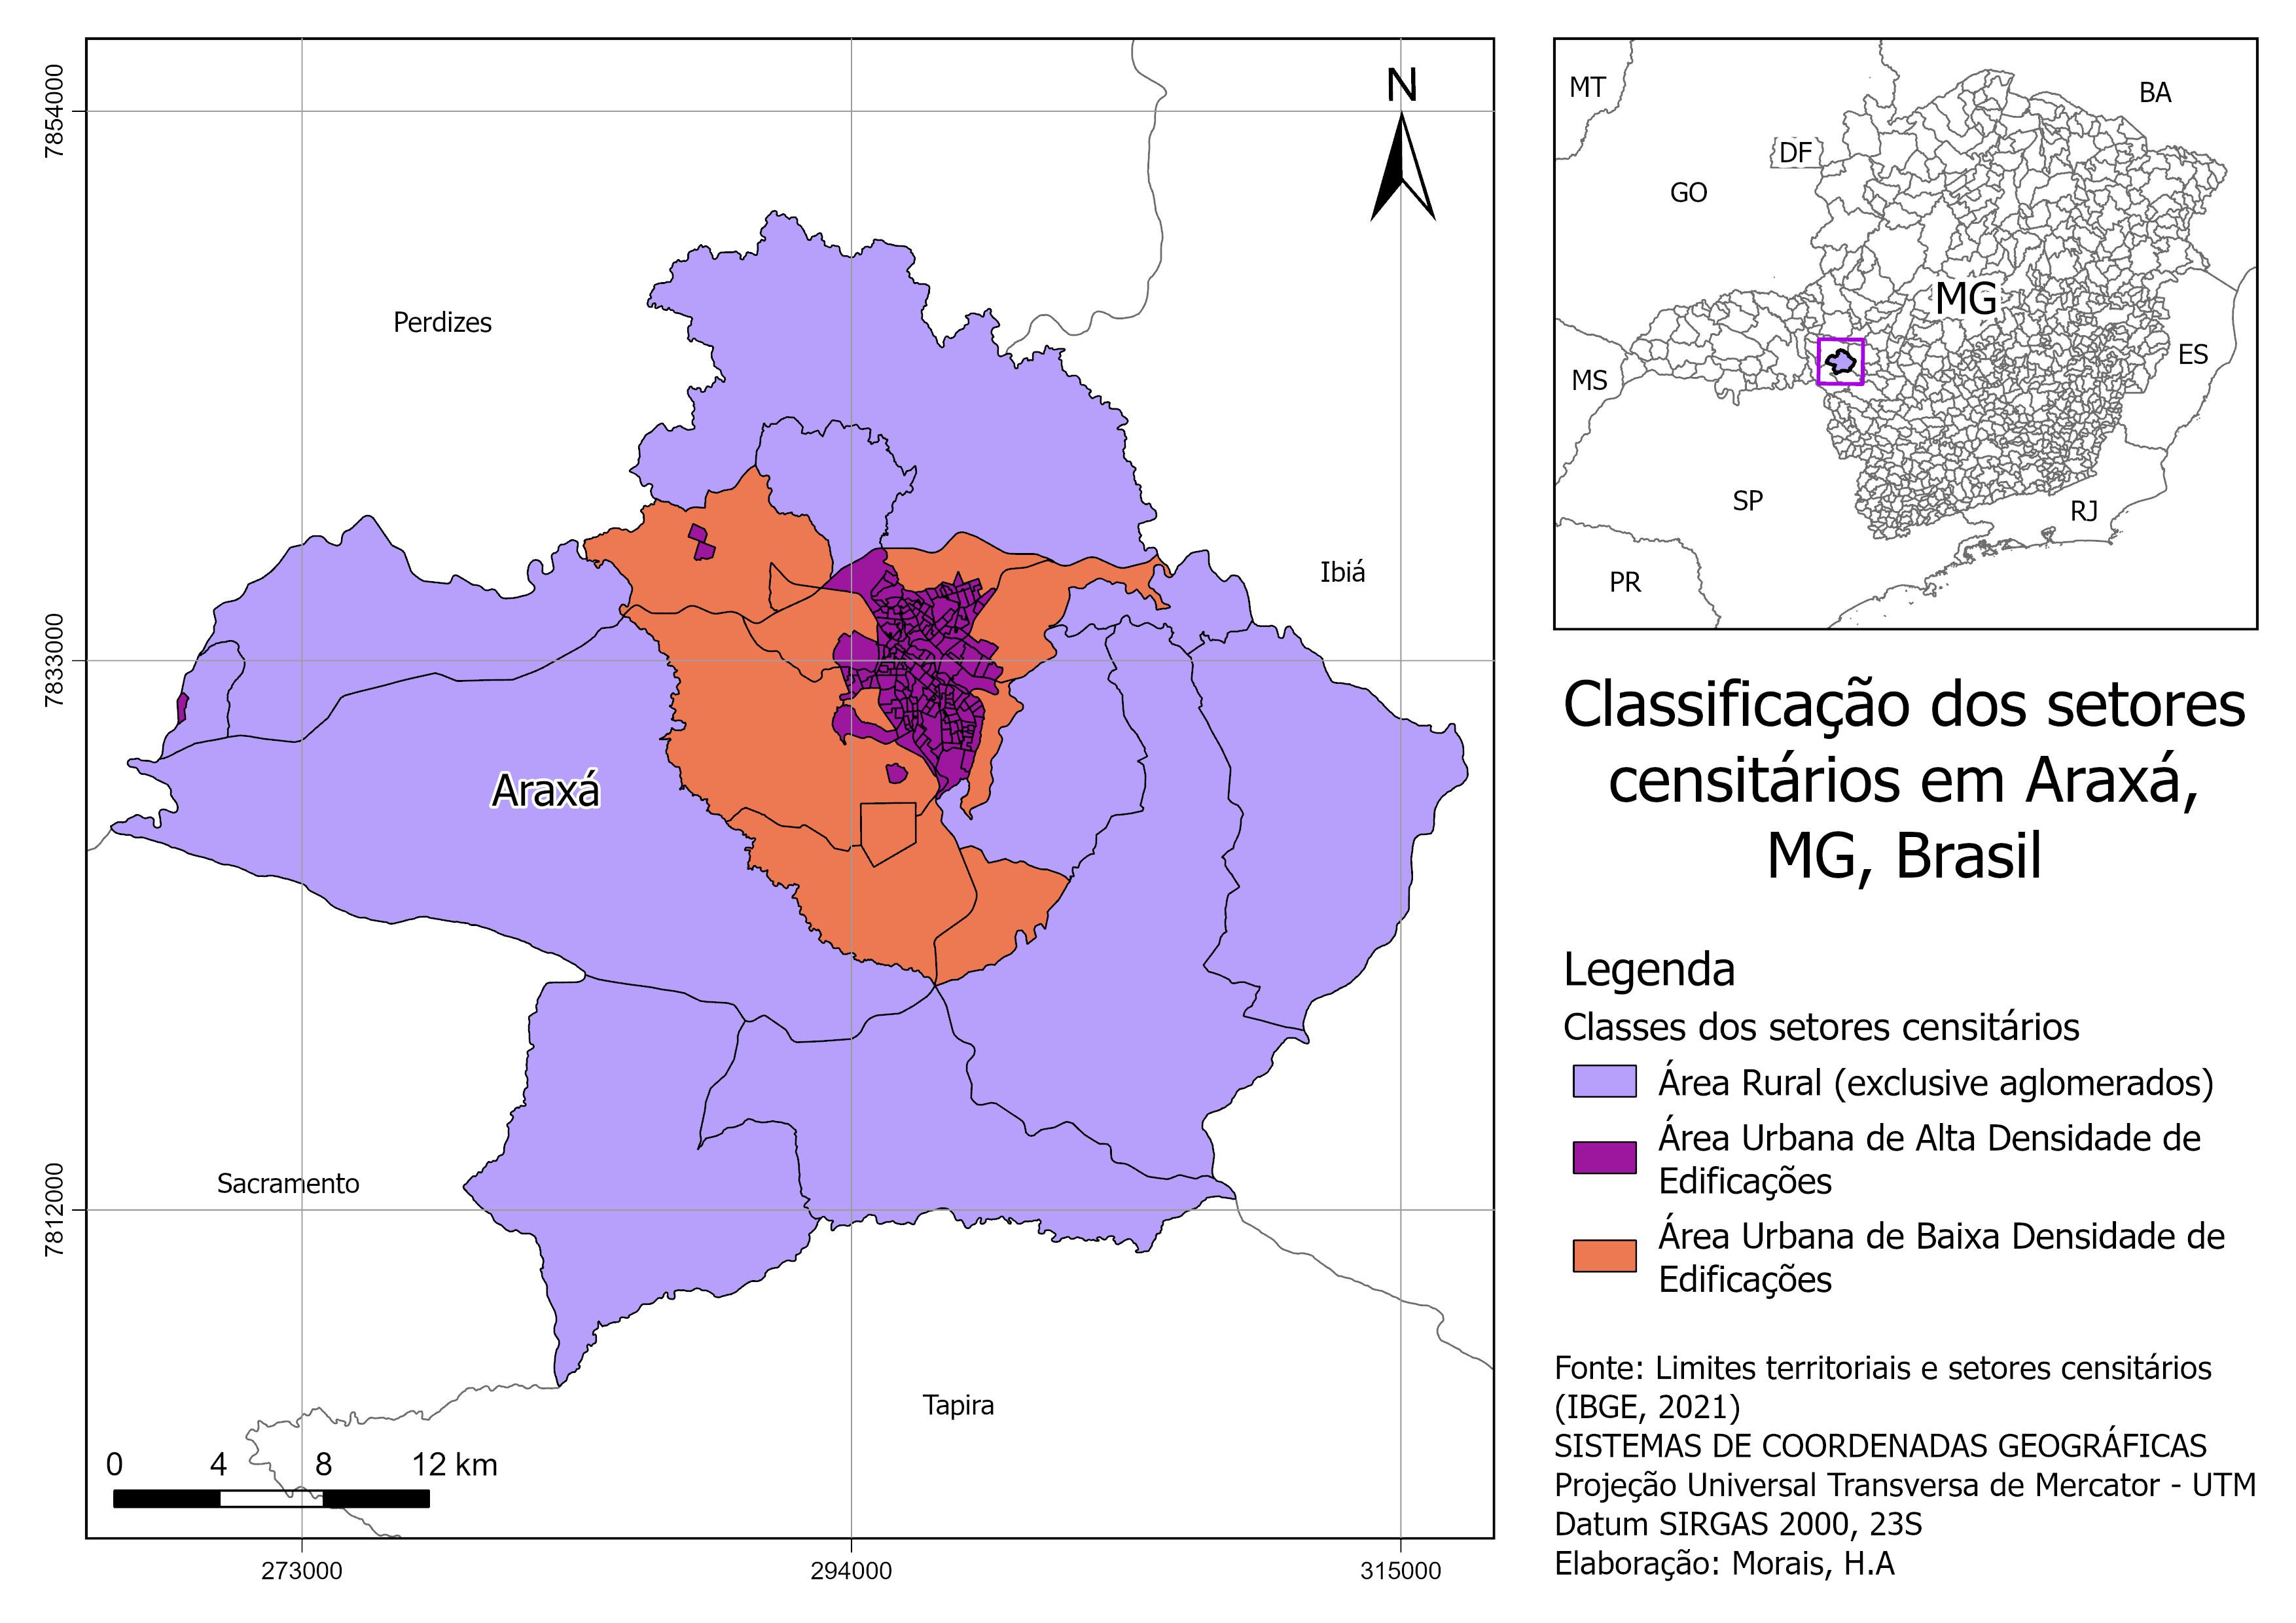 7854000
7833000
7812000
273000
294000
315000
N
Perdizes
Ibiá
Araxá
Sacramento
Tapira
0 4 8 12 km
MT
BA
DF
GO
MG
ES
MS
SP
RJ
PR
Classificação dos setores
censitários em Araxá,
MG, Brasil
Legenda
Classes dos setores censitários
Área Rural (exclusive aglomerados)
Área Urbana de Alta Densidade de
Edificações
Área Urbana de Baixa Densidade de
Edificações
Fonte: Limites territoriais e setores censitários
(IBGE, 2021)
SISTEMAS DE COORDENADAS GEOGRÁFICAS
Projeção Universal Transversa de Mercator - UTM
Datum SIRGAS 2000, 23S
Elaboração: Morais, H.A